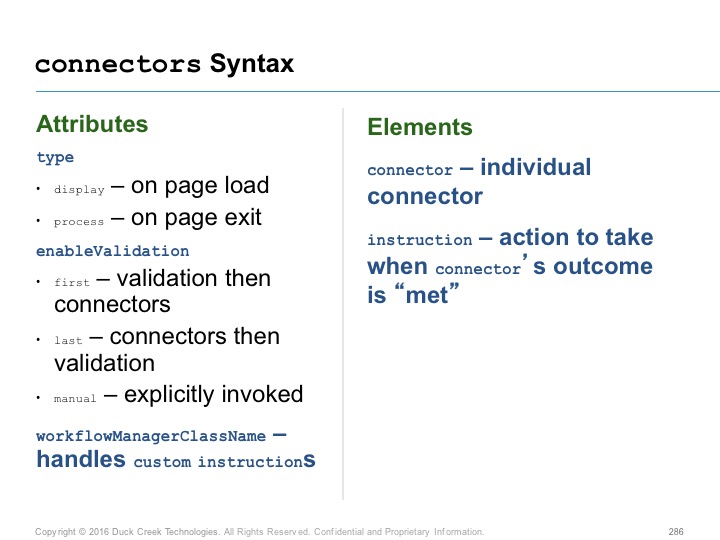 connectors Syntax
Attributes
type
• display – on page load
• process – on page exit
enableValidation
• first – validation then
connectors
• last – connectors then
validation
• manual – explicitly invoked
workflowManagerClassName –
handles custom instructions
Elements
connector – individual
connector
instruction – action to take
when connector’s outcome
is “met”
Copyright © 2016 Duck Creek Technologies. All Rights Reserved. Confidential and Proprietary Information.
286